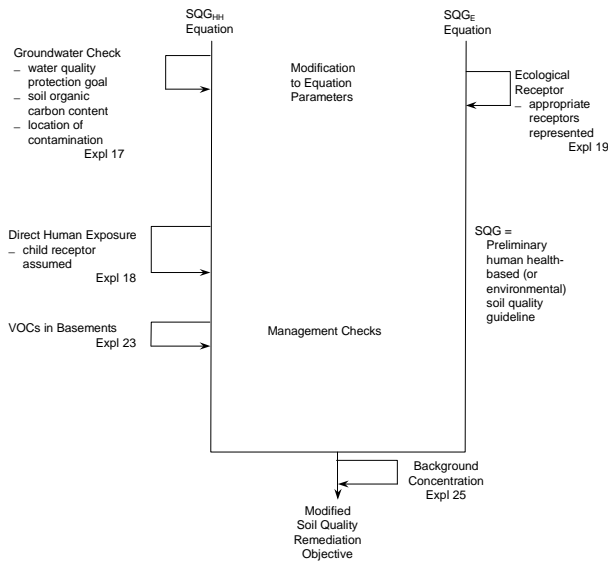 SQG_HH
Equation
SQG_E
Equation
Groundwater Check
– water quality
protection goal
– soil organic
carbon content
– location of
contamination
Expl 17
Modification
to Equation
Parameters
Ecological
Receptor
– appropriate
receptors
represented
Expl 19
Direct Human Exposure
– child receptor
assumed
Expl 18
SQG =
Preliminary
human health-
based (or
environmental)
soil quality
guideline
VOCs in Basements
Expl 23
Management Checks
Background
Concentration
Expl 25
Modified
Soil Quality
Remediation
Objective